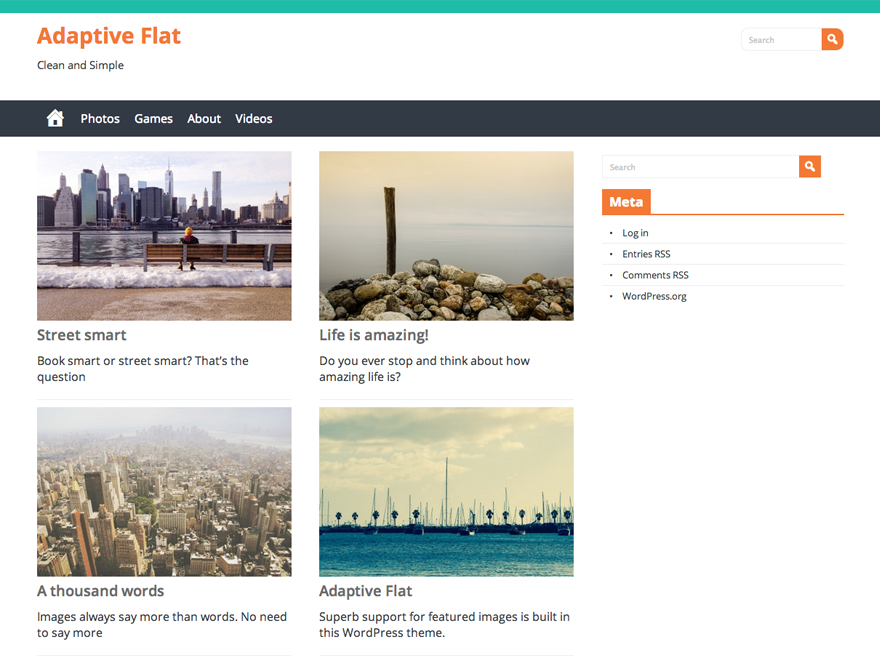 Adaptive Flat
Clean and Simple
Search
Photos Games About Videos
Street smart
Book smart or street smart? That's the
question
Life is amazing!
Do you ever stop and think about how
amazing life is?
A thousand words
Images always say more than words. No need
to say more
Adaptive Flat
Superb support for featured images is built in
this WordPress theme.
Search
Meta
Log in
Entries RSS
Comments RSS
WordPress.org